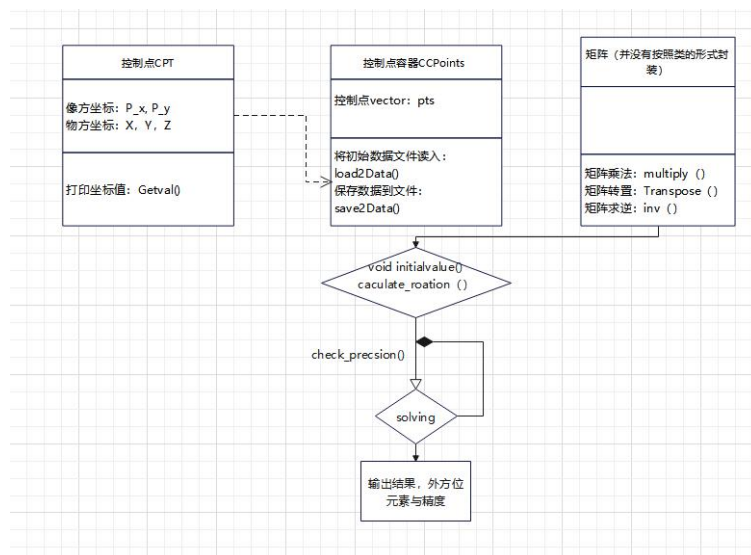 控制点CPT
像方坐标：P_x, P_y
物方坐标：X，Y，Z
打印坐标值：Getval()
控制点容器CCPoints
控制点vector：pts
将初始数据文件读入：
load2Data()
保存数据到文件：
save2Data()
矩阵（并没有按照类的形式封
装）
矩阵乘法：multiply（）
矩阵转置：Transpose（）
矩阵求逆：inv（）
void initialvalue()
caculate_roation（）
check_precsion()
solving
输出结果，外方位
元素与精度